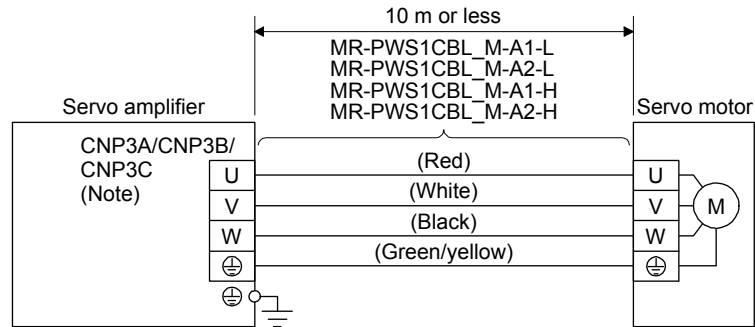 10 m or less
MR-PWS1CBL_M-A1-L
MR-PWS1CBL_M-A2-L
MR-PWS1CBL_M-A1-H
MR-PWS1CBL_M-A2-H
Servo amplifier
Servo motor
CNP3A/CNP3B/
CNP3C
(Note)
U
(Red)
U
V
(White)
V
M
W
(Black)
W
(Green/yellow)